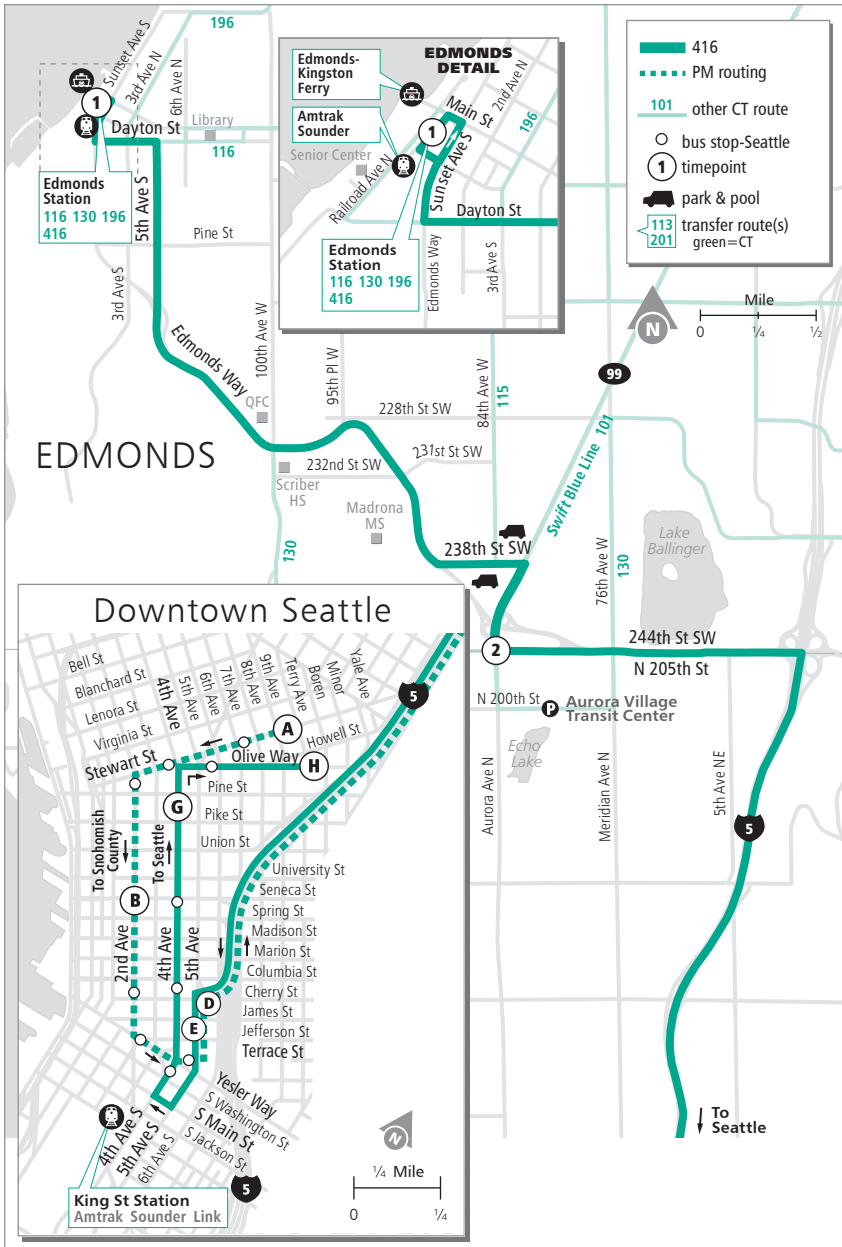 196
Sunset Ave S
3rd Ave N
6th Ave N
1
Library
Dayton St
116
Edmonds
Station
116 130 196
416
5th Ave S
Pine St
3rd Ave S
Edmonds Way
100th Ave W
QFC
EDMONDS
Scriber
HS
130
EDMONDS
DETAIL
Edmonds-
Kingston
Ferry
Amtrak
Sounder
Main St
2nd Ave N
196
1
Senior Center
Railroad Ave N
Sunset Ave S
Dayton St
Edmonds
Station
116 130 196
416
Edmonds Way
3rd Ave S
416
PM routing
101 other CT route
bus stop-Seattle
1 timepoint
park & pool
113
201
transfer route(s)
green=CT
Mile
0 ¼ ½
N
99
95th Pl W
84th Ave W
115
228th St SW
231st St SW
232nd St SW
Madrona
MS
Swift Blue Line 101
238th St SW
76th Ave W
130
Lake
Ballinger
2
244th St SW
N 205th St
N 200th St
P
Aurora Village
Transit Center
Echo
Lake
Aurora Ave N
Meridian Ave N
5th Ave NE
5
To
Seattle
Downtown Seattle
Bell St
Blanchard St
Lenora St
Virginia St
Stewart St
4th Ave
5th Ave
6th Ave
7th Ave
8th Ave
9th Ave
Terry Ave
Boren
Minor
Yale Ave
5
A
Howell St
Olive Way
H
Pine St
G
Pike St
Union St
To Snohomish
County
To Seattle
B
University St
Seneca St
Spring St
Madison St
Marion St
Columbia St
Cherry St
James St
Jefferson St
Terrace St
2nd Ave
4th Ave
5th Ave
D
E
Yesler Way
S Washington St
S Main St
S Jackson St
4th Ave S
5th Ave S
6th Ave S
5
King St Station
Amtrak Sounder Link
N
¼ Mile
0 ¼